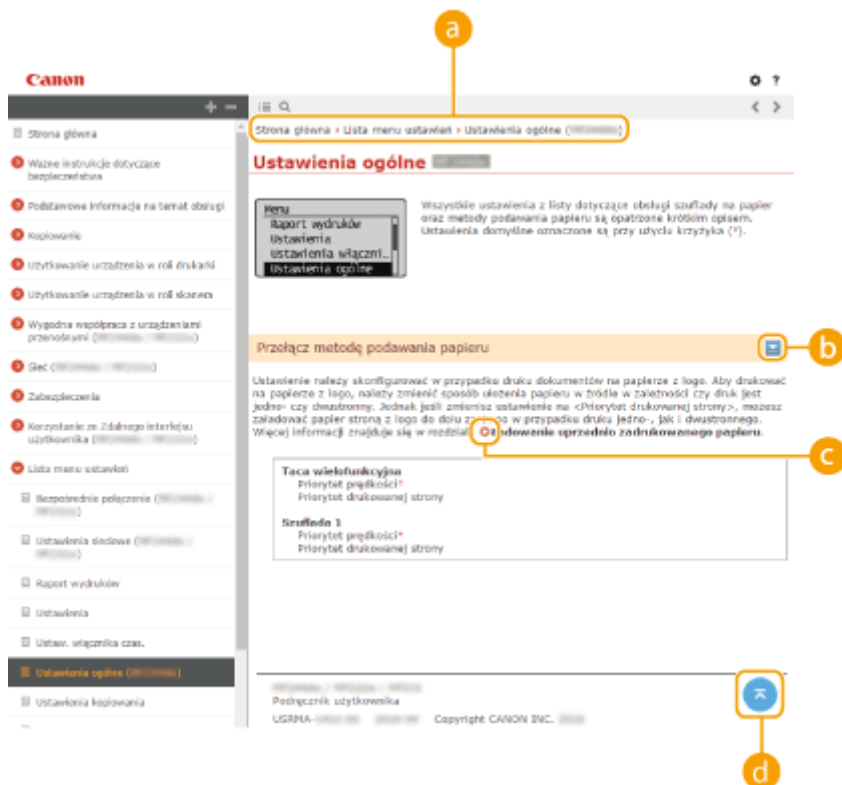 a
Canon
?
+ −
< >
Strona główna
Strona główna › Lista menu ustawień › Ustawienia ogólne (
)
Ważne instrukcje dotyczące
bezpieczeństwa
Ustawienia ogólne
Podstawowe informacje na temat obsługi
Kopiowanie
Użytkowanie urządzenia w roli drukarki
Użytkowanie urządzenia w roli skanera
Wygodna współpraca z urządzeniami
przenośnymi (
)
Sieć (
)
Zabezpieczenia
Korzystanie ze Zdalnego interfejsu
użytkownika (
)
Lista menu ustawień
Bezpośrednie połączenie (
)
Ustawienia sieciowe (
)
Raport wydruków
Ustawienia
Ustaw. włącznika czas.
Ustawienia ogólne (
)
Ustawienia kopiowania
Menu
Raport wydruków
Ustawienia
Ustawienia włączni..
Ustawienia ogólne
Wszystkie ustawienia z listy dotyczące obsługi szuflady na papier
oraz metody podawania papieru są opatrzone krótkim opisem.
Ustawienia domyślne oznaczone są przy użyciu krzyżyka (*).
Przełącz metodę podawania papieru
b
Ustawienie należy skonfigurować w przypadku druku dokumentów na papierze z logo. Aby drukować
na papierze z logo, należy zmienić sposób ułożenia papieru w źródle w zależności czy druk jest
jedno- czy dwustronny. Jednak jeśli zmienisz ustawienie na <Priorytet drukowanej strony>, możesz
załadować papier stroną z logo do dołu w przypadku druku jedno-, jak i dwustronnego.
Więcej informacji znajduje się w rozdzial adowanie uprzednio zadrukowanego papieru.
c
Taca wielofunkcyjna
Priorytet prędkości*
Priorytet drukowanej strony
Szuflada 1
Priorytet prędkości*
Priorytet drukowanej strony
Podręcznik użytkownika
USRMA-
Copyright CANON INC.
d